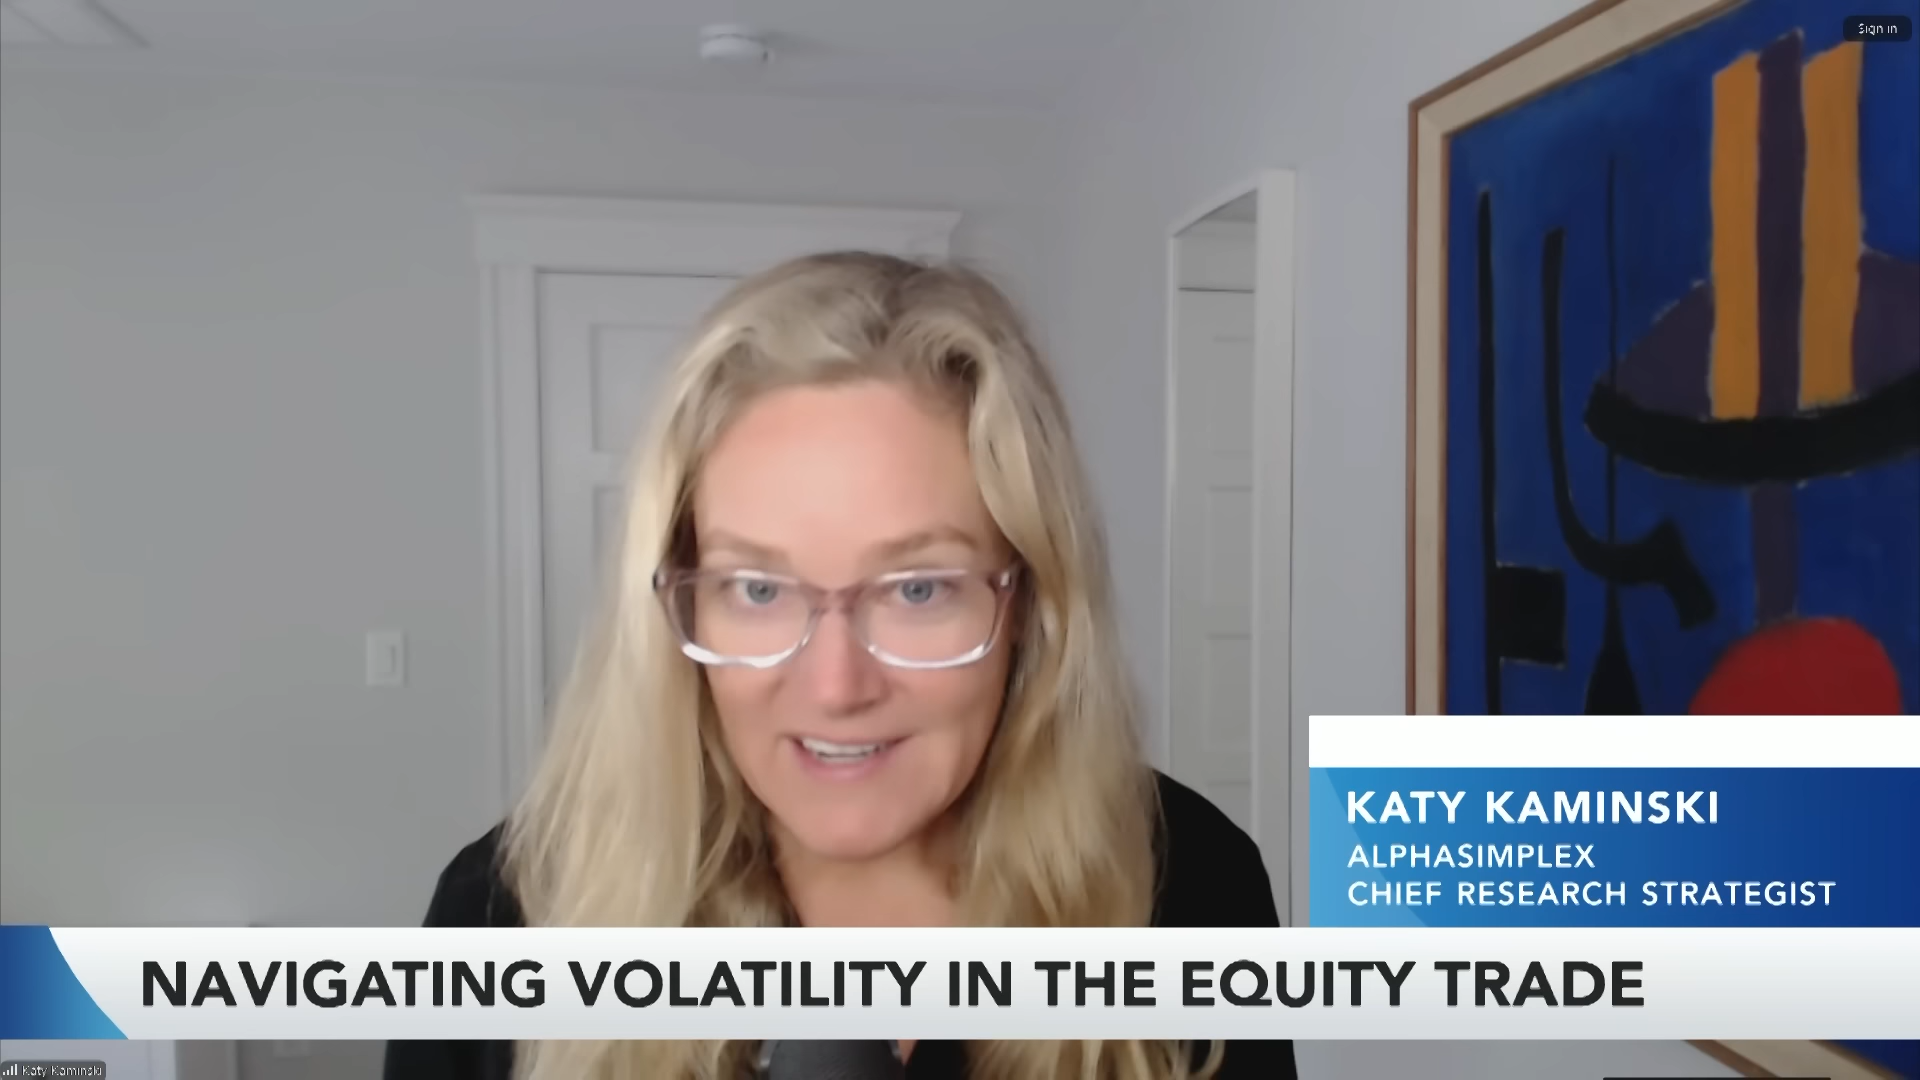 Sign in
KATY KAMINSKI
ALPHASIMPLEX
CHIEF RESEARCH STRATEGIST
NAVIGATING VOLATILITY IN THE EQUITY TRADE
Katy Kaminski